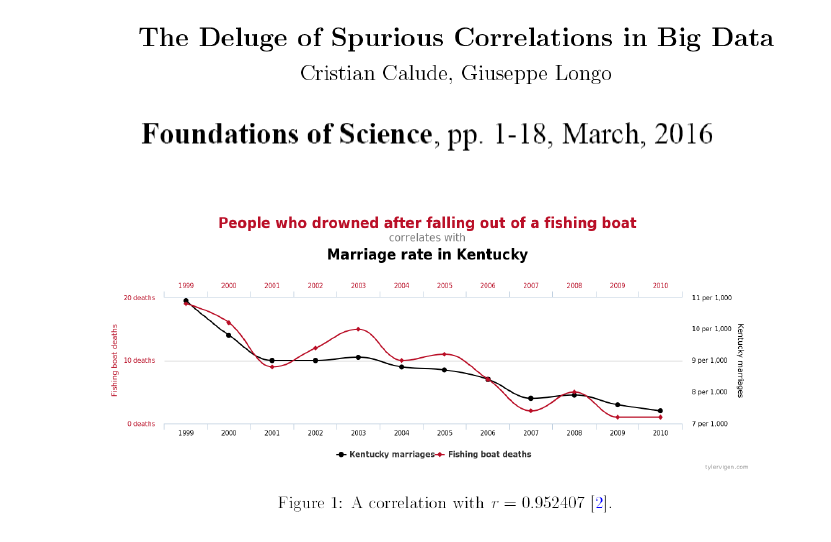 The Deluge of Spurious Correlations in Big Data
Cristian Calude, Giuseppe Longo
Foundations of Science, pp. 1-18, March, 2016
People who drowned after falling out of a fishing boat
correlates with
Marriage rate in Kentucky
1999 2000 2001 2002 2003 2004 2005 2006 2007 2008 2009 2010
20 deaths 11 per 1,000
10 per 1,000
Fishing boat deaths 10 deaths 9 per 1,000 Kentucky marriages
8 per 1,000
0 deaths 7 per 1,000
1999 2000 2001 2002 2003 2004 2005 2006 2007 2008 2009 2010
Kentucky marriages Fishing boat deaths
tylervigen.com
Figure 1: A correlation with r = 0.952407 [2].